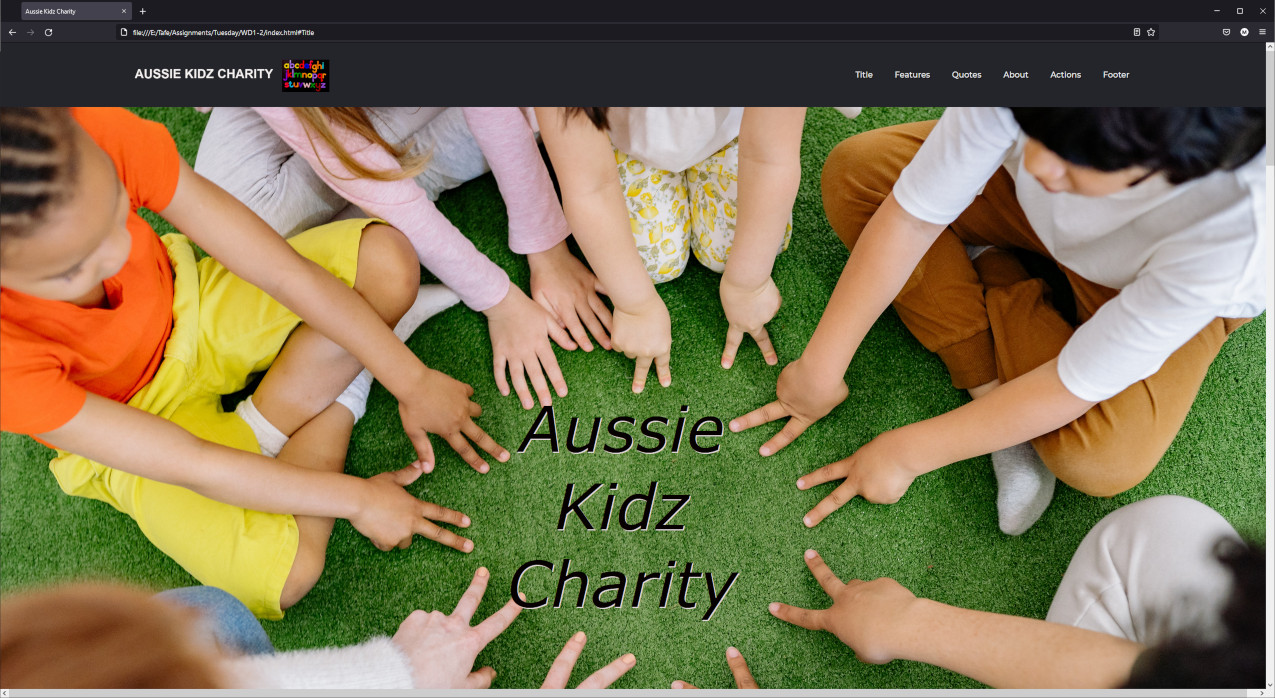 Aussie Kidz Charity
file:///E:/Tafe/Assignments/Tuesday/WD1-2/index.html#Title
AUSSIE KIDZ CHARITY
abcdefghi
jklmnopqr
stuvwxyz
Title Features Quotes About Actions Footer
Aussie
Kidz
Charity